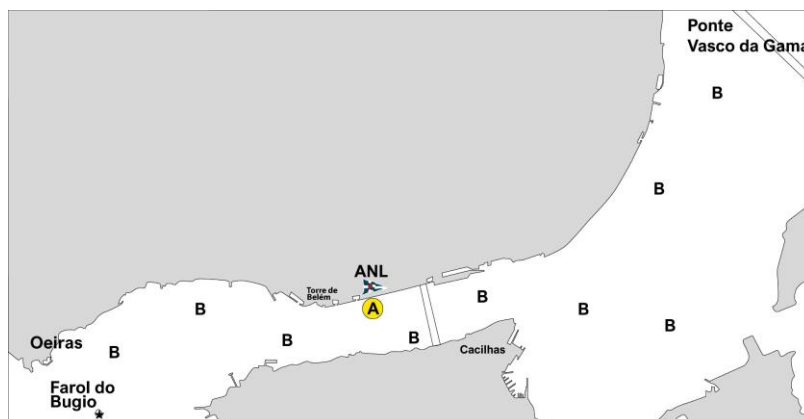 Ponte
Vasco da Gama
B
B
ANL
Torre de
Belém
A
B
B
B
B
B
B
Cacilhas
B
Oeiras
B
Farol do
Bugio